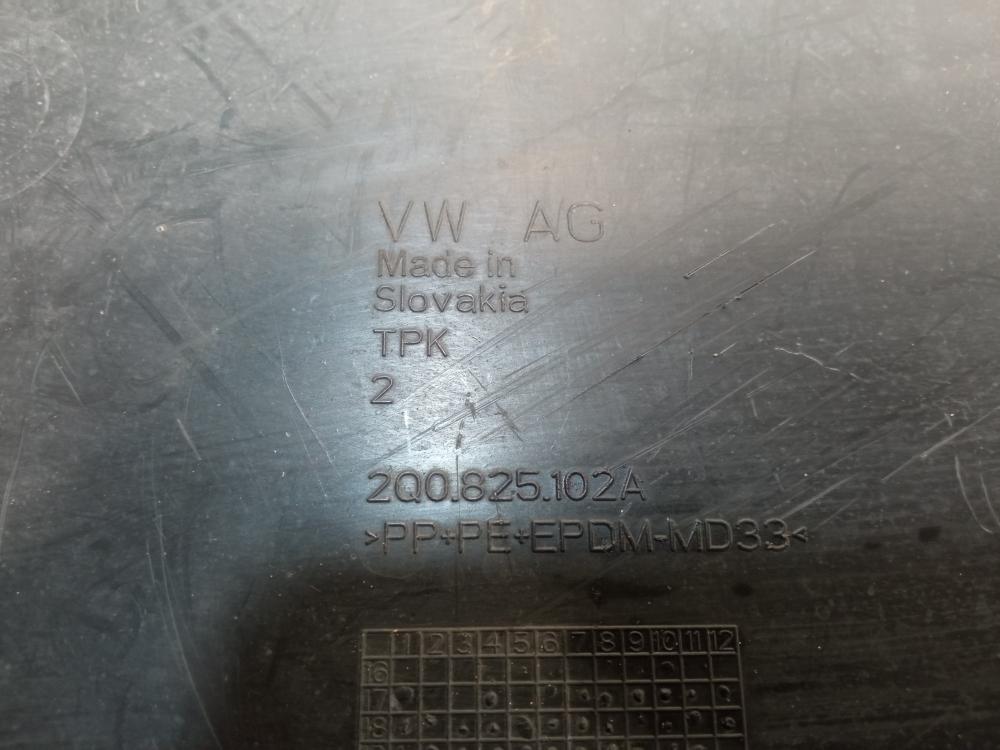 VW AG
Made in
Slovakia
TPK
2
2Q0.825.102A
>PP+PE+EPDM-MD33<
1 2 3 4 5 6 7 8 9 10 11 12
16
17
18